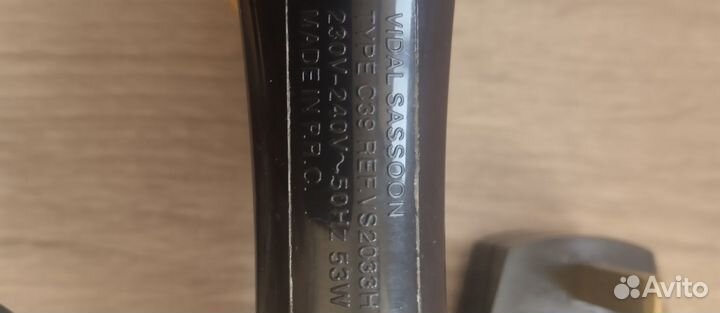 VIDAL SASSOON
TYPE C39 REF.VS2033H
230V-240V~50HZ 53W
MADE IN P.R.C.
Avito